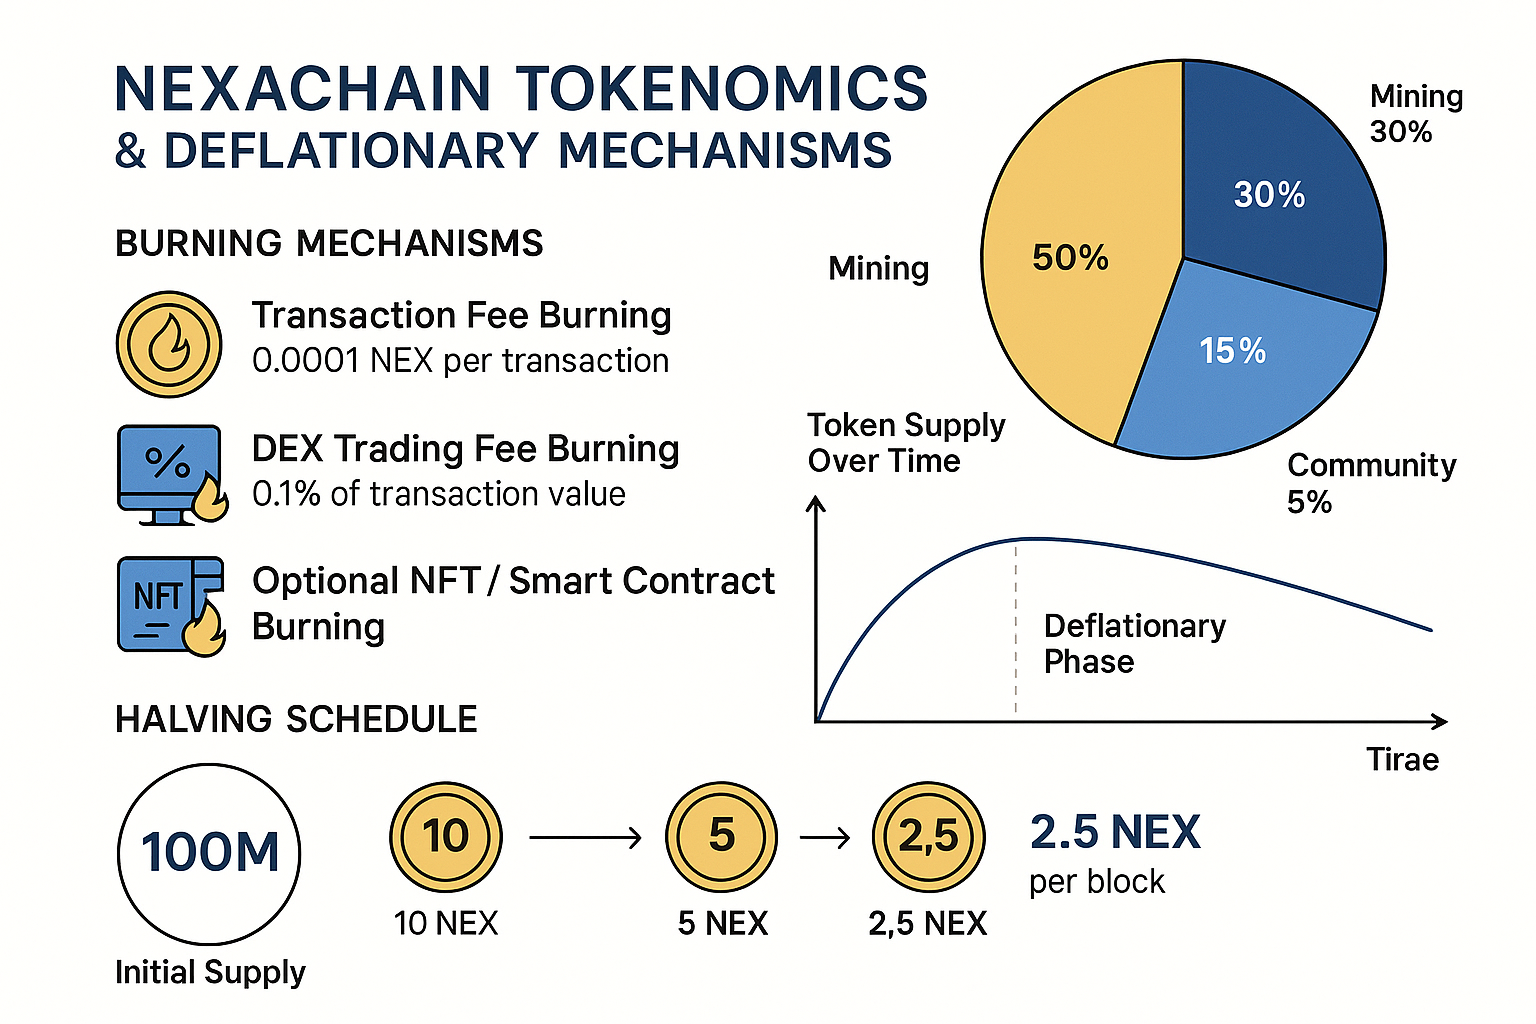 NEXACHAIN TOKENOMICS
& DEFLATIONARY MECHANISMS
BURNING MECHANISMS
Transaction Fee Burning
0.0001 NEX per transaction
%
DEX Trading Fee Burning
0.1% of transaction value
NFT
Optional NFT / Smart Contract
Burning
Mining
30%
30%
50%
Mining
15%
Community
5%
Token Supply
Over Time
Deflationary
Phase
Tirae
HALVING SCHEDULE
100M
Initial Supply
10
10 NEX
5
5 NEX
2,5
2,5 NEX
2.5 NEX
per block